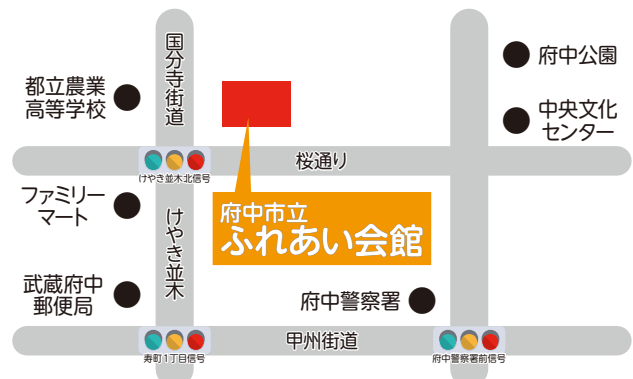 国分寺街道
都立農業
高等学校
府中公園
中央文化
センター
桜通り
けやき並木北信号
ファミリー
マート
けやき並木
府中市立
ふれあい会館
武蔵府中
郵便局
府中警察署
甲州街道
寿町1丁目信号
府中警察署前信号